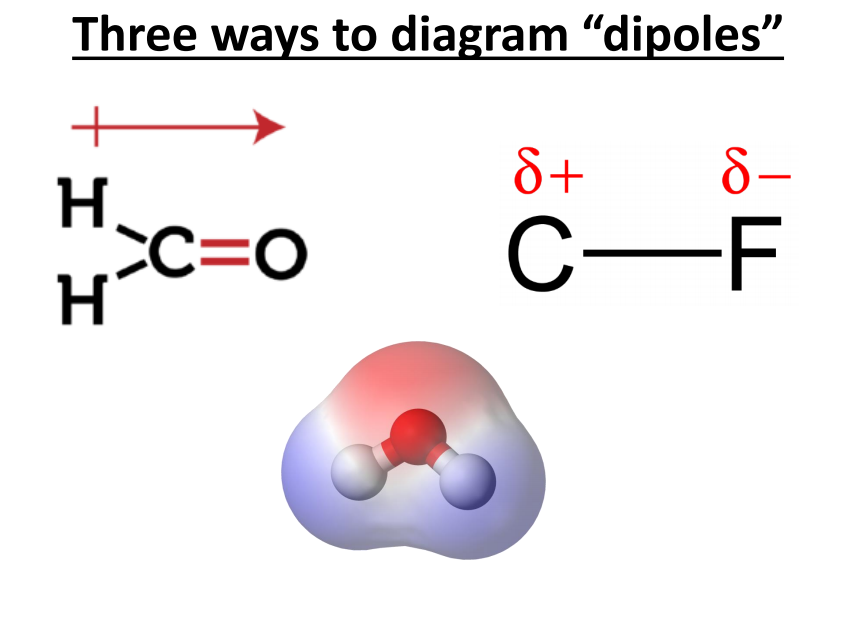 Three ways to diagram “dipoles”
δ+ δ−
H
C=O
H
C—F